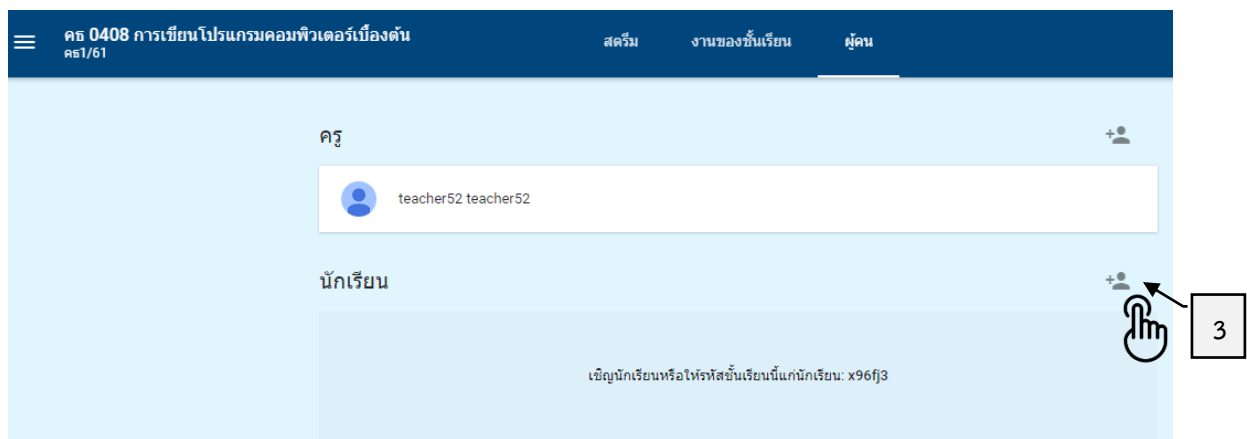 คธ 0408 การเขียนโปรแกรมคอมพิวเตอร์เบื้องต้น
คธ1/61
สตรีม งานของชั้นเรียน ผู้คน
ครู
teacher52 teacher52
นักเรียน
3
เชิญนักเรียนหรือให้รหัสชั้นเรียนนี้แก่นักเรียน: x96fj3